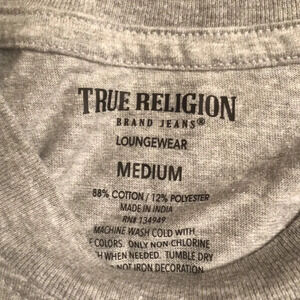 TRUE RELIGION
BRAND JEANS®
LOUNGEWEAR
MEDIUM
88% COTTON / 12% POLYESTER
MADE IN INDIA
RN# 134949
MACHINE WASH COLD WITH
COLORS. ONLY NON-CHLORINE
WHEN NEEDED. TUMBLE DRY
NOT IRON DECORATION